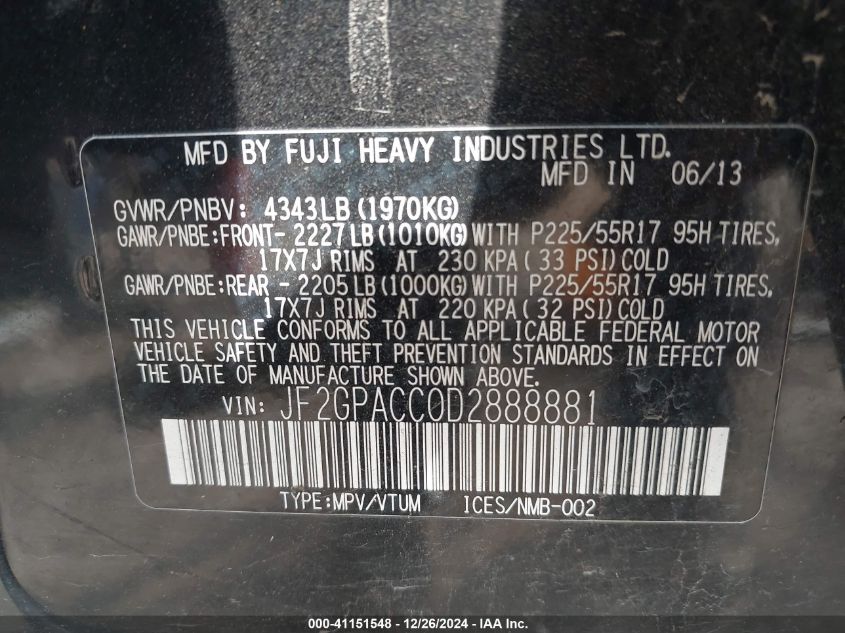 MFD BY FUJI HEAVY INDUSTRIES LTD.
MFD IN 06/13
GVWR/PNBV: 4343LB (1970KG)
GAWR/PNBE:FRONT- 2227LB (1010KG) WITH P225/55R17 95H TIRES,
17X7J RIMS AT 230 KPA( 33 PSI)COLD
GAWR/PNBE:REAR - 2205LB (1000KG) WITH P225/55R17 95H TIRES,
17X7J RIMS AT 220 KPA( 32 PSI)COLD
THIS VEHICLE CONFORMS TO ALL APPLICABLE FEDERAL MOTOR
VEHICLE SAFETY AND THEFT PREVENTION STANDARDS IN EFFECT ON
THE DATE OF MANUFACTURE SHOWN ABOVE.
VIN: JF2GPACC0D2888881
TYPE:MPV/VTUM ICES/NMB-002
000-41151548 - 12/26/2024 - IAA Inc.